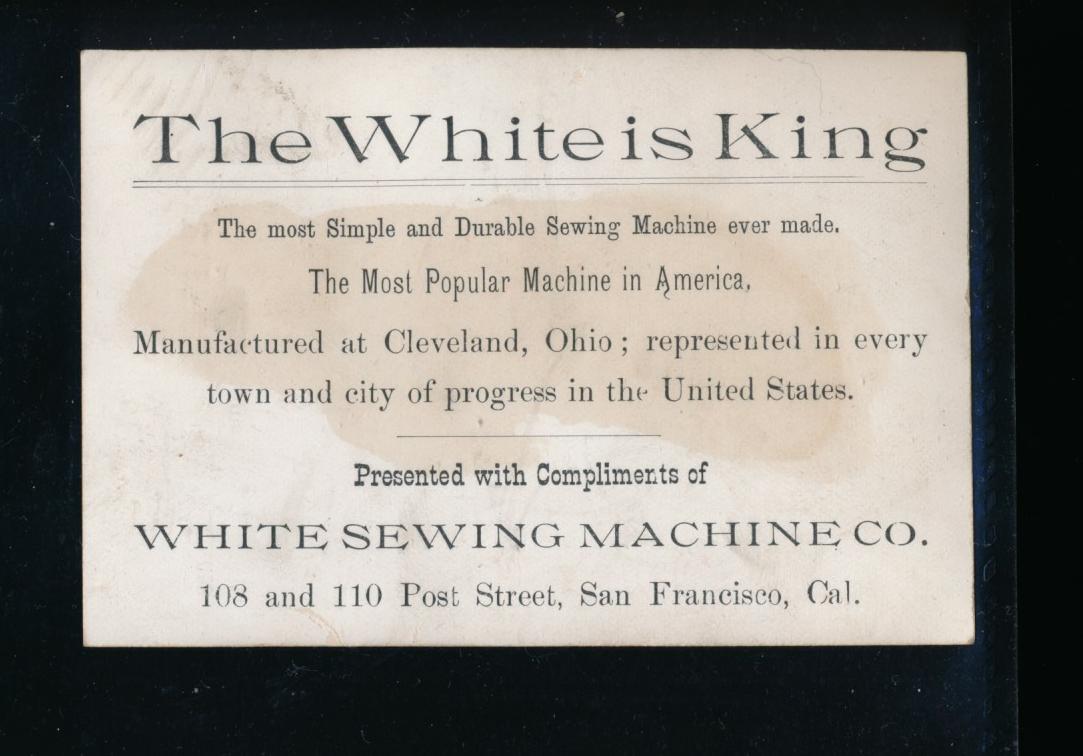 The White is King
The most Simple and Durable Sewing Machine ever made.
The Most Popular Machine in America,
Manufactured at Cleveland, Ohio ; represented in every
town and city of progress in the United States.
Presented with Compliments of
WHITE SEWING MACHINE CO.
108 and 110 Post Street, San Francisco, Cal.